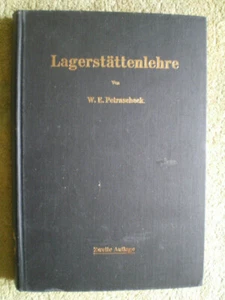 Lagerstättenlehre
Von
W. E. Petrascheck
Zweite Auflage